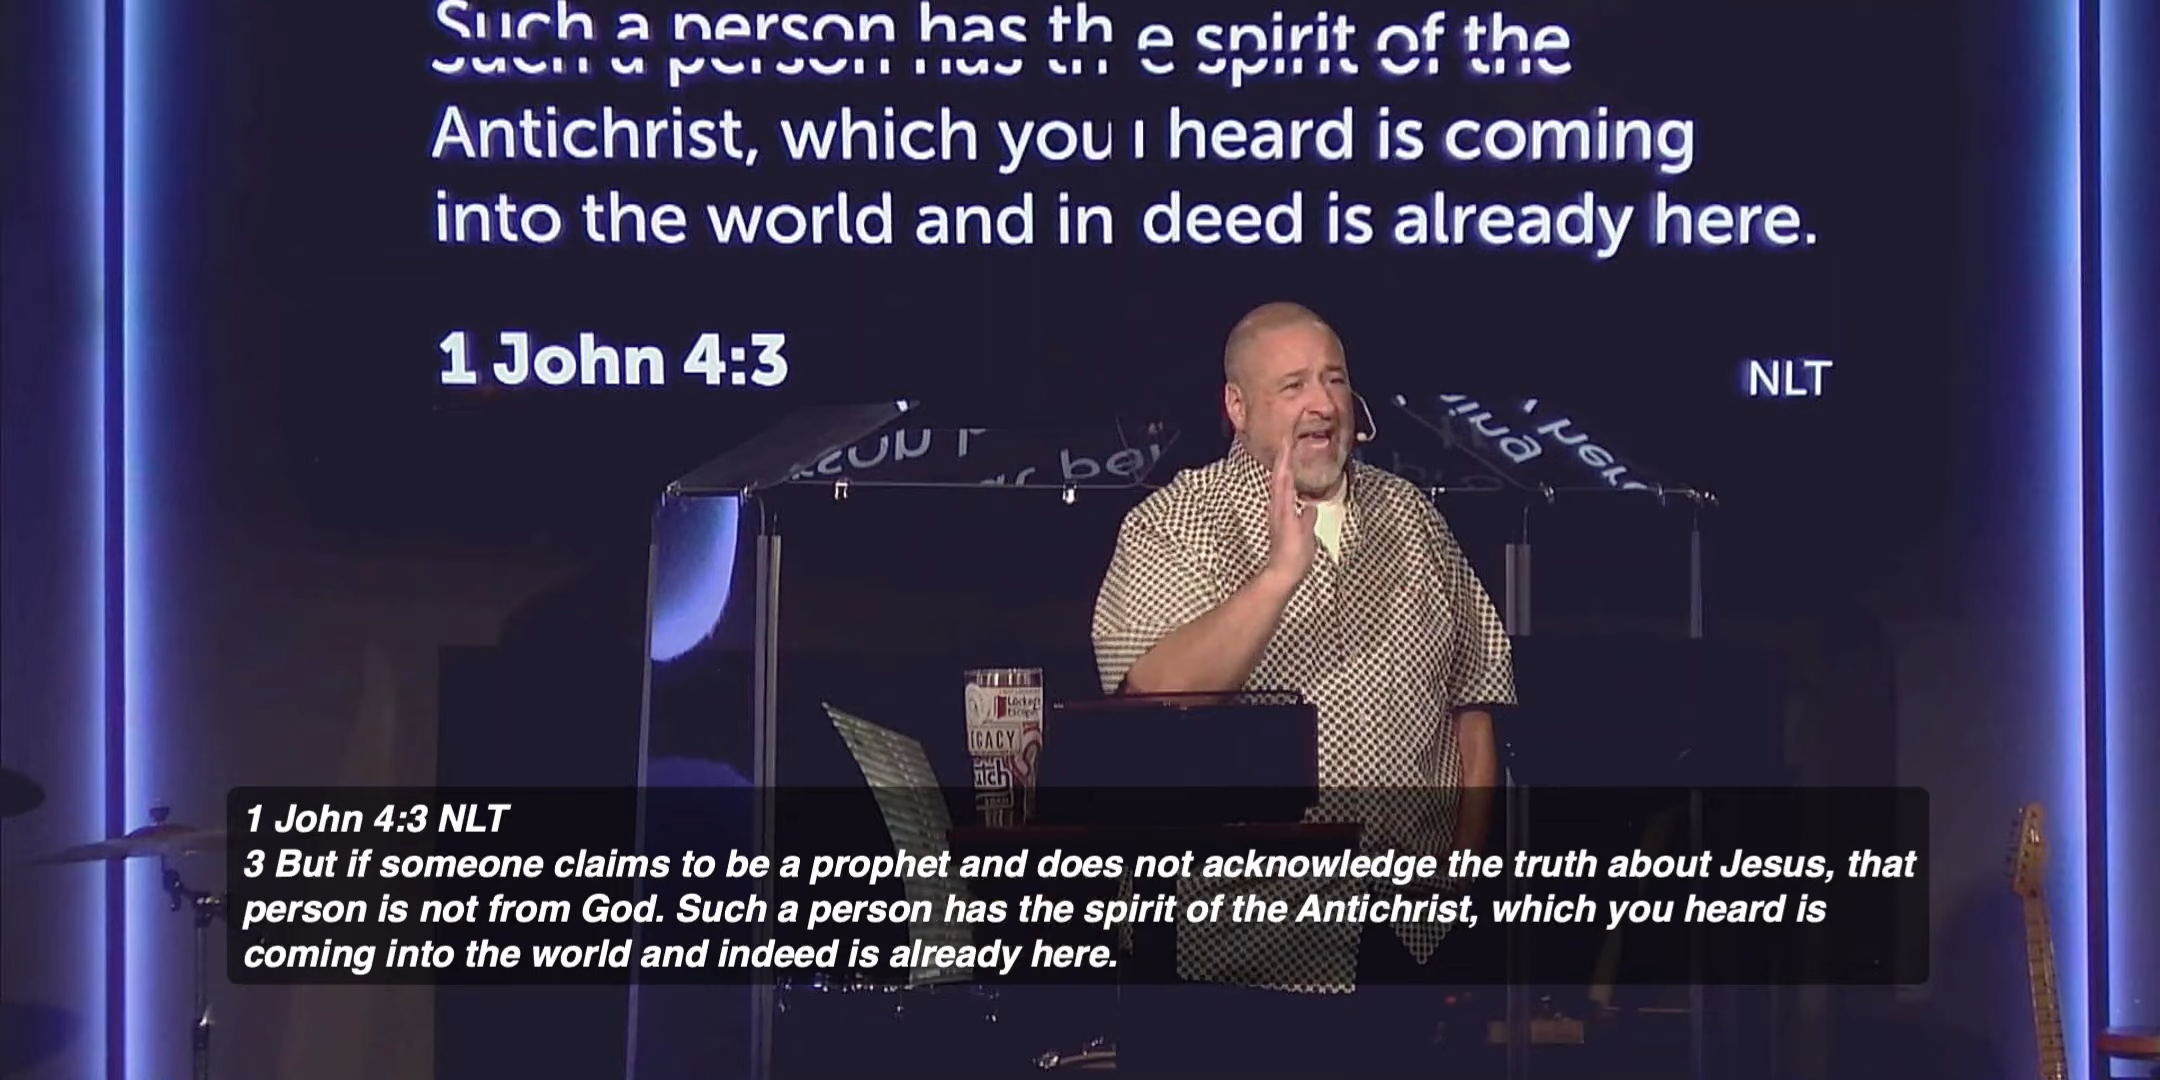 Such a person has th e spirit of the
Antichrist, which you heard is coming
into the world and in deed is already here.
1 John 4:3
NLT
EGACY
1 John 4:3 NLT
3 But if someone claims to be a prophet and does not acknowledge the truth about Jesus, that
person is not from God. Such a person has the spirit of the Antichrist, which you heard is
coming into the world and indeed is already here.